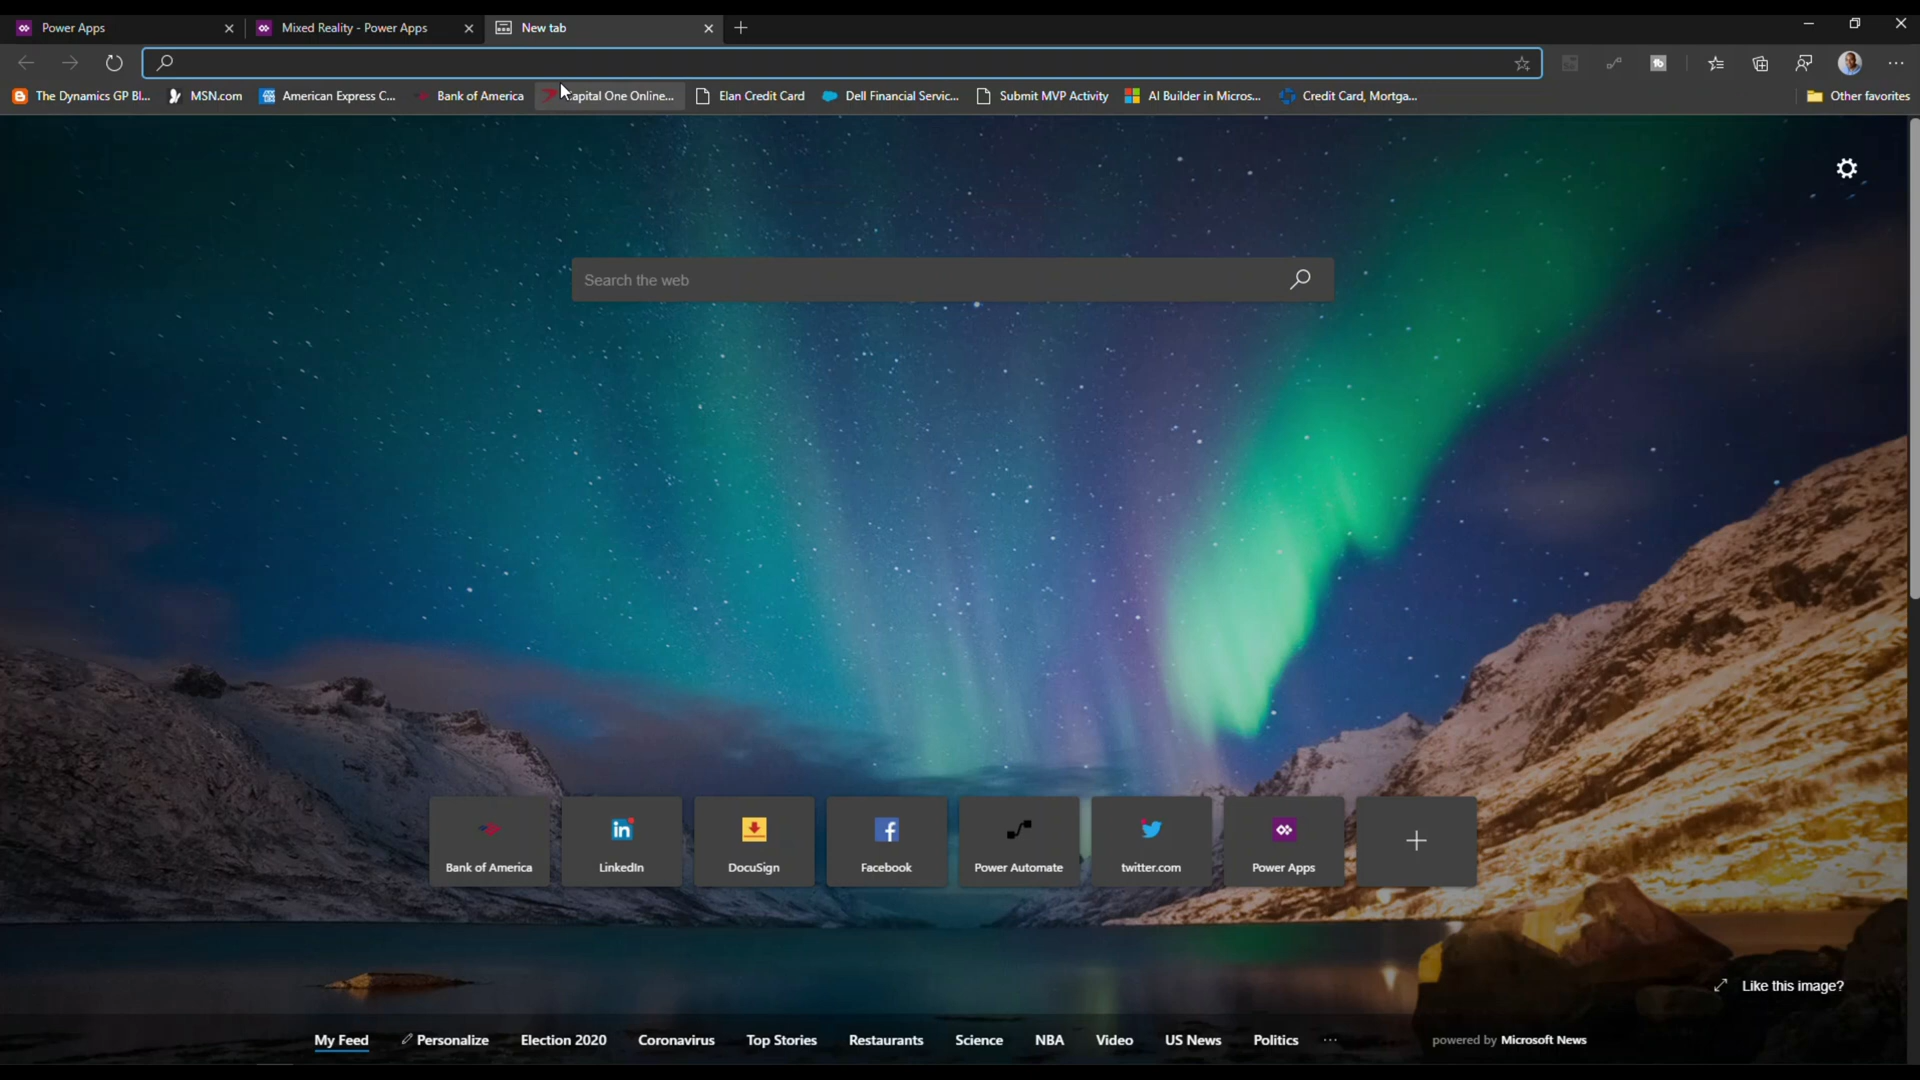 Power Apps
Mixed Reality - Power Apps
New tab
The Dynamics GP Bl...
MSN.com
American Express C...
Bank of America
apital One Online...
Elan Credit Card
Dell Financial Servic...
Submit MVP Activity
AI Builder in Micros...
Credit Card, Mortga...
Other favorites
Search the web
Bank of America
LinkedIn
DocuSign
Facebook
Power Automate
twitter.com
Power Apps
Like this image?
My Feed
Personalize
Election 2020
Coronavirus
Top Stories
Restaurants
Science
NBA
Video
US News
Politics
...
powered by Microsoft News